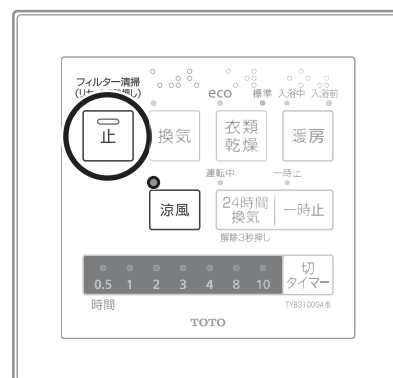 フィルター清掃
eco 標準 入浴中 入浴前
止 換気 衣類 乾燥 暖房
運転中 一時止
涼風 24時間 換気 一時止
解除3秒押し
0.5 1 2 3 4 8 10 切 タイマー
時間 TYB3100GA型
TOTO